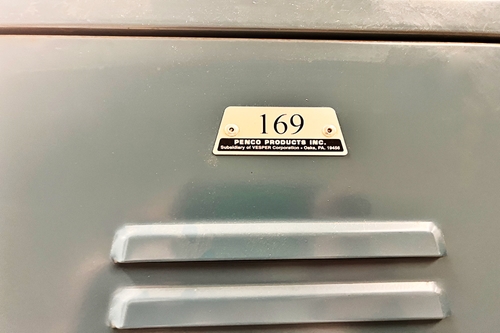 169
PENCO PRODUCTS INC.
Subsidiary of VESPER Corporation • Oaks, PA. 19456